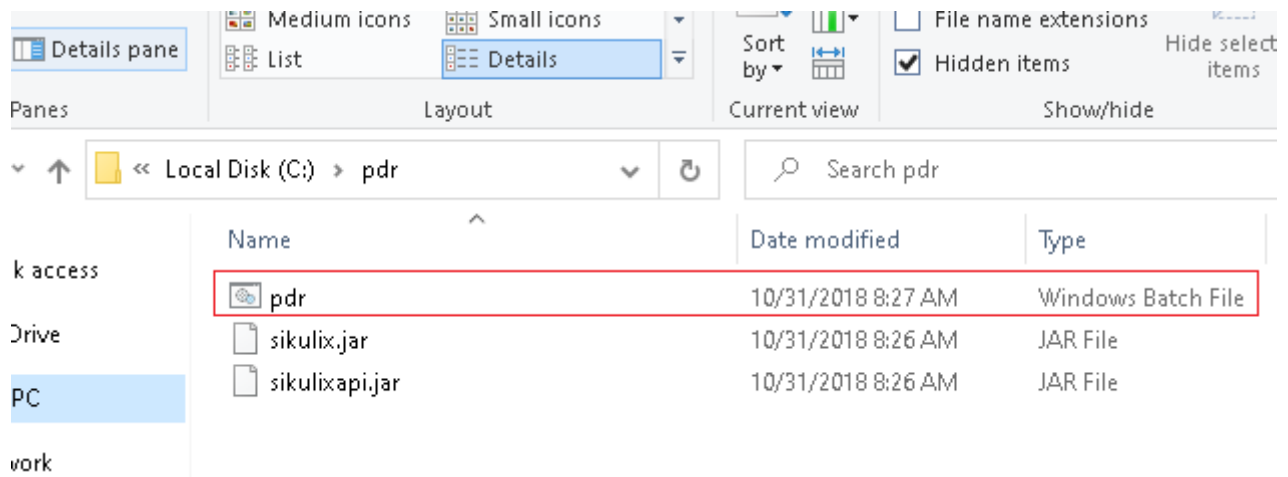 Medium icons Small icons File name extensions
Details pane Sort Hide select
List Details by Hidden items items
Panes Layout Current view Show/hide
« Local Disk (C:) > pdr Search pdr
Name Date modified Type
k access
pdr 10/31/2018 8:27 AM Windows Batch File
Drive sikulix.jar 10/31/2018 8:26 AM JAR File
sikulixapi.jar 10/31/2018 8:26 AM JAR File
PC
work